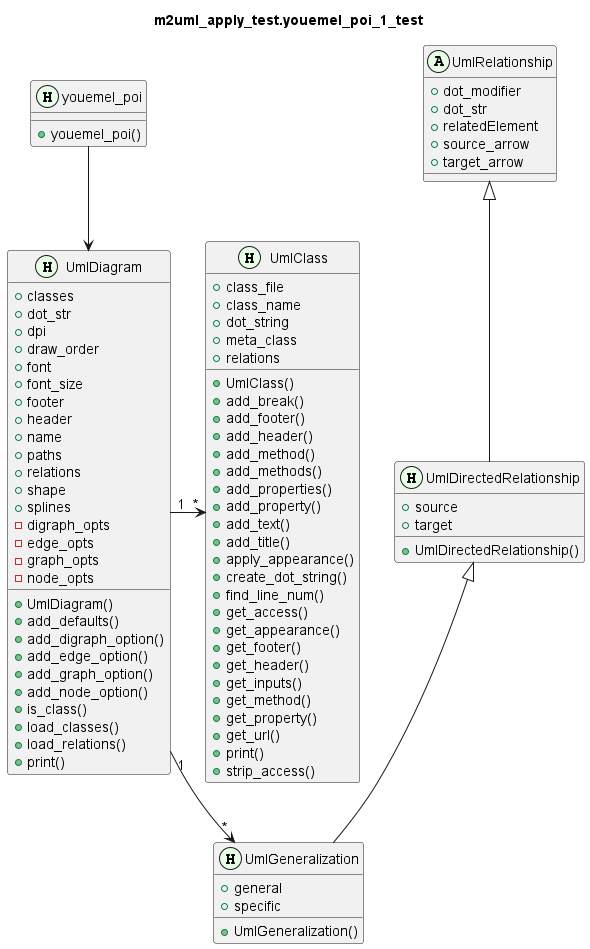 m2uml_apply_test.youemel_poi_1_test
H youemel_poi
youemel_poi()
A UmlRelationship
dot_modifier
dot_str
relatedElement
source_arrow
target_arrow
H UmlDiagram
classes
dot_str
dpi
draw_order
font
font_size
footer
header
name
paths
relations
shape
splines
digraph_opts
edge_opts
graph_opts
node_opts
UmlDiagram()
add_defaults()
add_digraph_option()
add_edge_option()
add_graph_option()
add_node_option()
is_class()
load_classes()
load_relations()
print()
1 *
H UmlClass
class_file
class_name
dot_string
meta_class
relations
UmlClass()
add_break()
add_footer()
add_header()
add_method()
add_methods()
add_properties()
add_property()
add_text()
add_title()
apply_appearance()
create_dot_string()
find_line_num()
get_access()
get_appearance()
get_footer()
get_header()
get_inputs()
get_method()
get_property()
get_url()
print()
strip_access()
H UmlDirectedRelationship
source
target
UmlDirectedRelationship()
1
*
H UmlGeneralization
general
specific
UmlGeneralization()